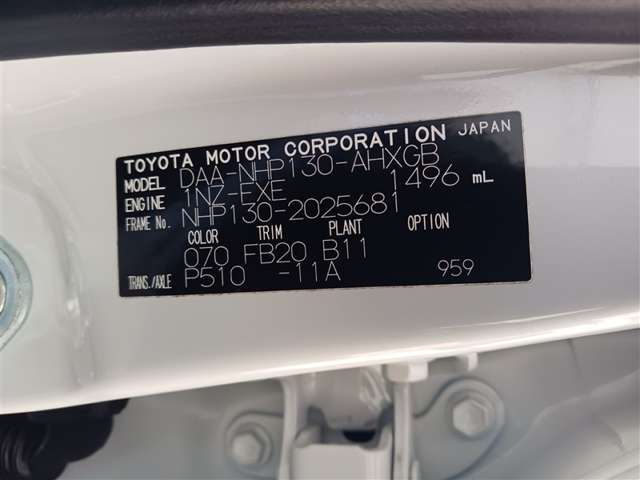 TOYOTA MOTOR CORPORATION JAPAN
MODEL DAA-NHP130-AHXGB
ENGINE 1NZ-EXE 1496 mL
FRAME No. NHP130-2025681
COLOR TRIM PLANT OPTION
070 FB20 B11
TRANS./AXLE P510 -11A 959